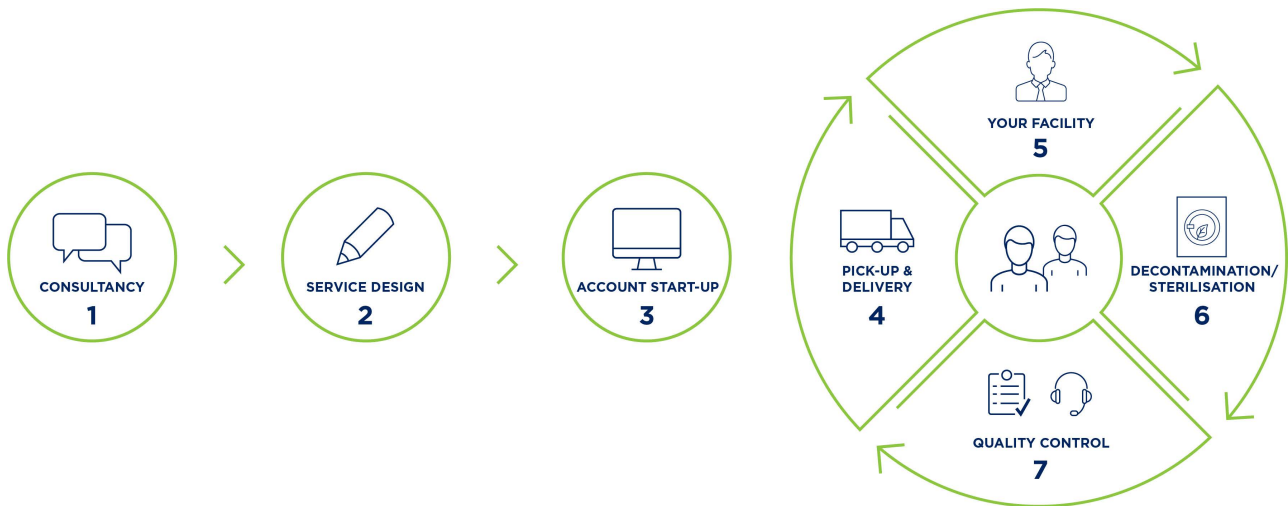 CONSULTANCY
1
SERVICE DESIGN
2
ACCOUNT START-UP
3
PICK-UP &
DELIVERY
4
YOUR FACILITY
5
DECONTAMINATION/
STERILISATION
6
QUALITY CONTROL
7